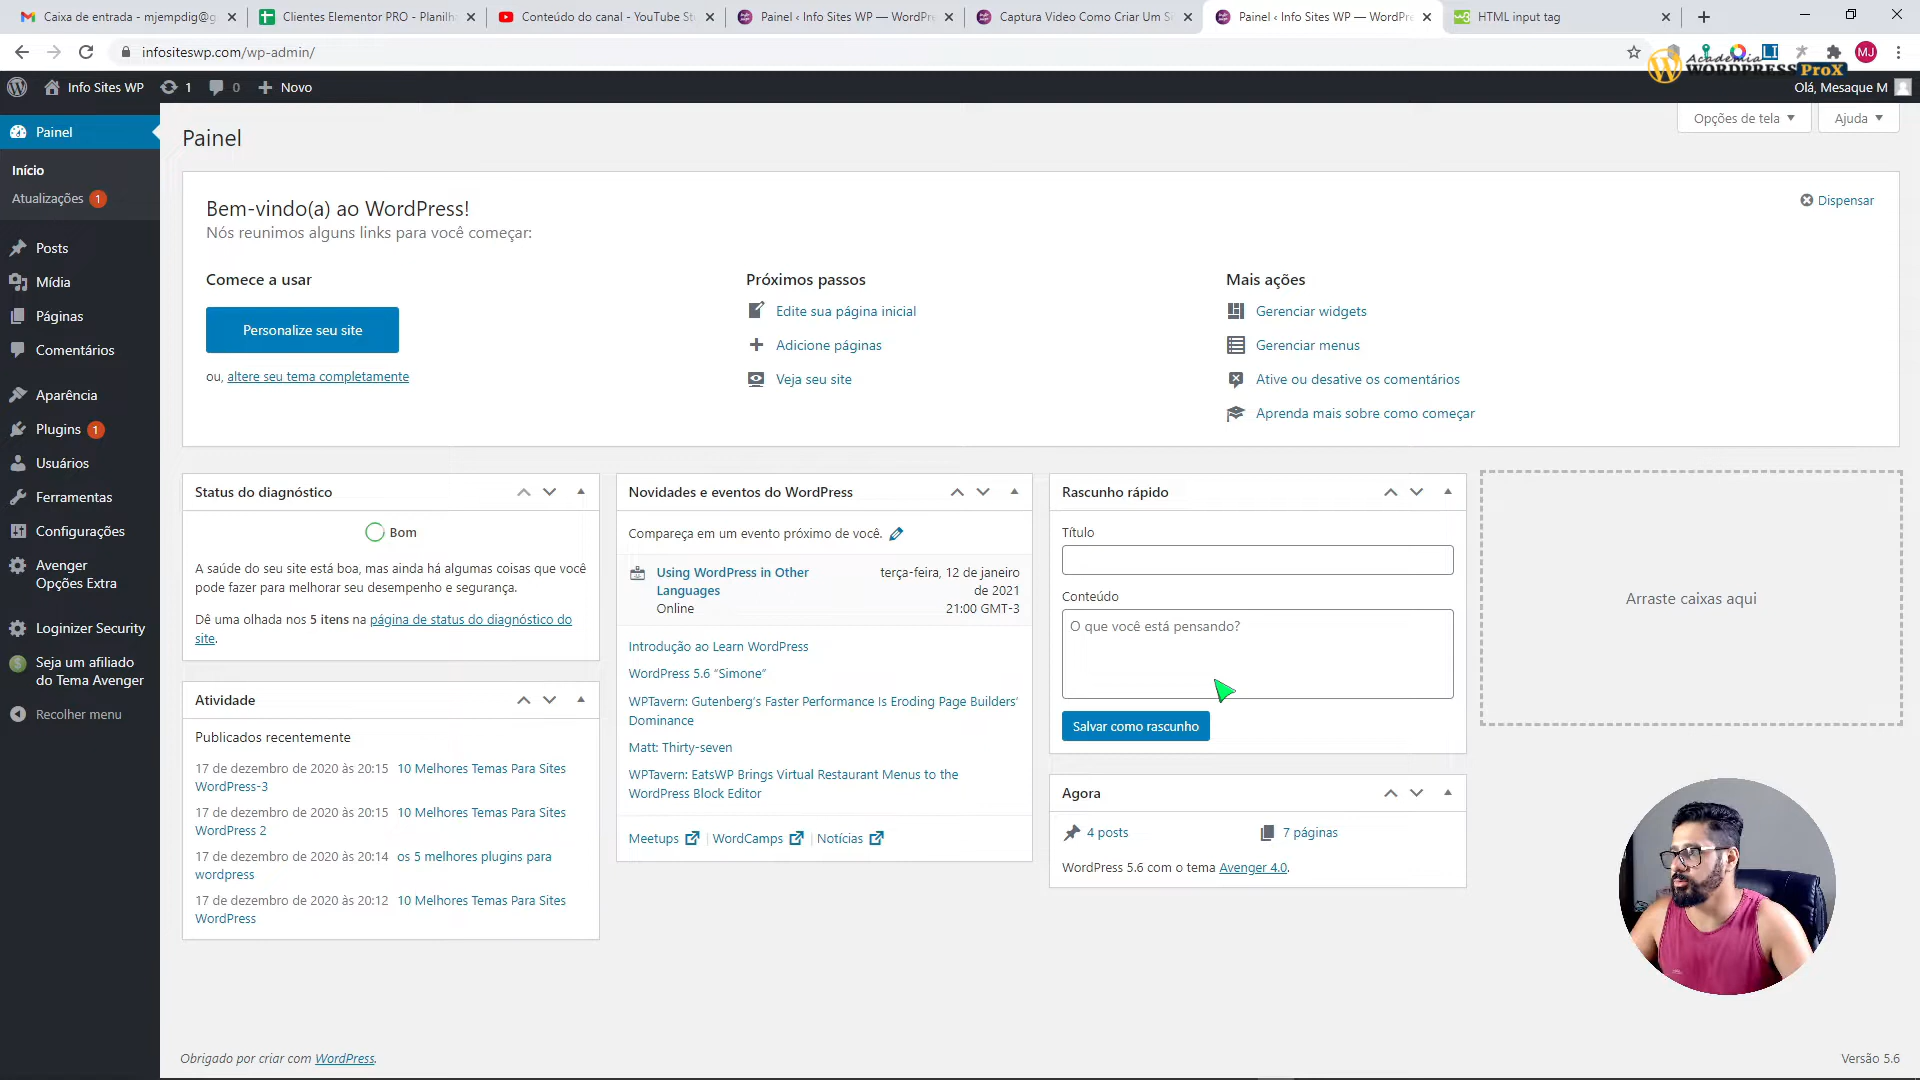 Caixa de entrada - mjempdig@g
Clientes Elementor PRO - Planilha
Conteúdo do canal - YouTube St
Painel ‹ Info Sites WP — WordPre
Captura Video Como Criar Um Si
Painel ‹ Info Sites WP — WordPre
HTML input tag
infositeswp.com/wp-admin/
LI
MJ
Academia
WORDPRESS ProX
Info Sites WP
1
0
Novo
Olá, Mesaque M
Painel
Início
Atualizações 1
Posts
Mídia
Páginas
Comentários
Aparência
Plugins 1
Usuários
Ferramentas
Configurações
Avenger
Opções Extra
Loginizer Security
Seja um afiliado
do Tema Avenger
Recolher menu
Painel
Opções de tela
Ajuda
Bem-vindo(a) ao WordPress!
Nós reunimos alguns links para você começar:
Dispensar
Comece a usar
Personalize seu site
ou, altere seu tema completamente
Próximos passos
Edite sua página inicial
Adicione páginas
Veja seu site
Mais ações
Gerenciar widgets
Gerenciar menus
Ative ou desative os comentários
Aprenda mais sobre como começar
Status do diagnóstico
Bom
A saúde do seu site está boa, mas ainda há algumas coisas que você
pode fazer para melhorar seu desempenho e segurança.
Dê uma olhada nos 5 itens na página de status do diagnóstico do
site.
Atividade
Publicados recentemente
17 de dezembro de 2020 às 20:15 10 Melhores Temas Para Sites
WordPress-3
17 de dezembro de 2020 às 20:15 10 Melhores Temas Para Sites
WordPress 2
17 de dezembro de 2020 às 20:14 os 5 melhores plugins para
wordpress
17 de dezembro de 2020 às 20:12 10 Melhores Temas Para Sites
WordPress
Novidades e eventos do WordPress
Compareça em um evento próximo de você.
Using WordPress in Other
Languages
Online
terça-feira, 12 de janeiro
de 2021
21:00 GMT-3
Introdução ao Learn WordPress
WordPress 5.6 “Simone”
WPTavern: Gutenberg’s Faster Performance Is Eroding Page Builders’
Dominance
Matt: Thirty-seven
WPTavern: EatsWP Brings Virtual Restaurant Menus to the
WordPress Block Editor
Meetups | WordCamps | Notícias
Rascunho rápido
Título
Conteúdo
O que você está pensando?
Salvar como rascunho
Agora
4 posts
7 páginas
WordPress 5.6 com o tema Avenger 4.0.
Arraste caixas aqui
Obrigado por criar com WordPress.
Versão 5.6